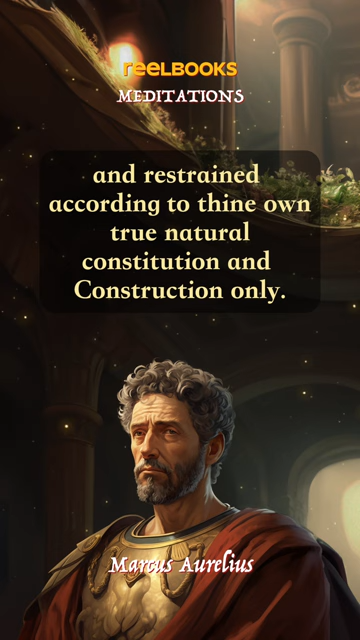 reelBOOKS
MEDITATIONS
and restrained
according to thine own
true natural
constitution and
Construction only.
Marcus Aurelius